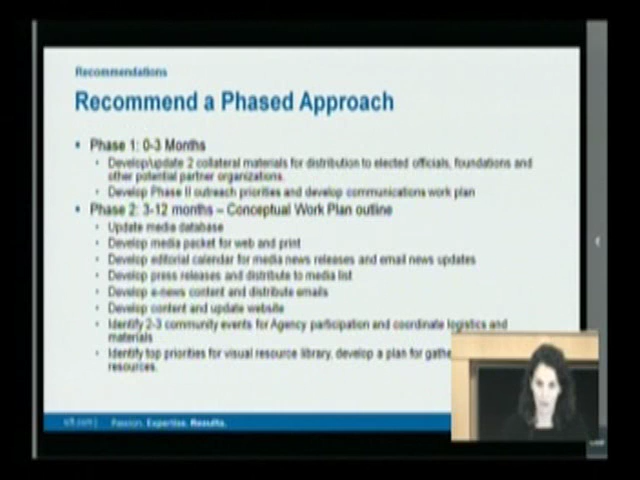 Recommendations
Recommend a Phased Approach
• Phase 1: 0-3 Months
• Develop/update 2 collateral materials for distribution to elected officials, foundations and
other potential partner organizations.
• Develop Phase II outreach priorities and develop communications work plan
• Phase 2: 3-12 months – Conceptual Work Plan outline
• Update media database
• Develop media packet for web and print
• Develop editorial calendar for media news releases and email news updates
• Develop press releases and distribute to media list
• Develop e-news content and distribute emails
• Develop content and update website
• Identify 2-3 community events for Agency participation and coordinate logistics and
materials
• Identify top priorities for visual resource library, develop a plan for
resources.
Passion. Expertise. Results.